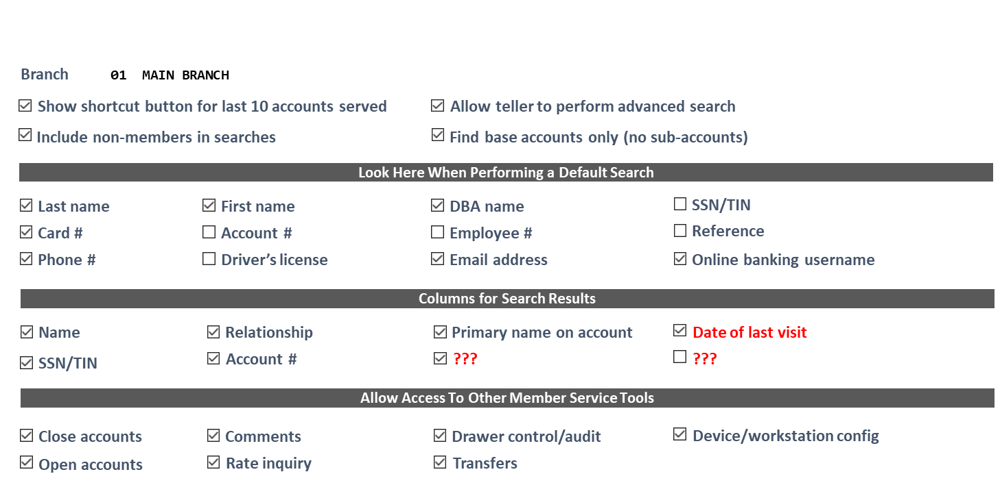 Branch 01 MAIN BRANCH
Show shortcut button for last 10 accounts served Allow teller to perform advanced search
Include non-members in searches Find base accounts only (no sub-accounts)
Look Here When Performing a Default Search
Last name First name DBA name SSN/TIN
Card # Account # Employee # Reference
Phone # Driver’s license Email address Online banking username
Columns for Search Results
Name Relationship Primary name on account Date of last visit
SSN/TIN Account # ??? ???
Allow Access To Other Member Service Tools
Close accounts Comments Drawer control/audit Device/workstation config
Open accounts Rate inquiry Transfers